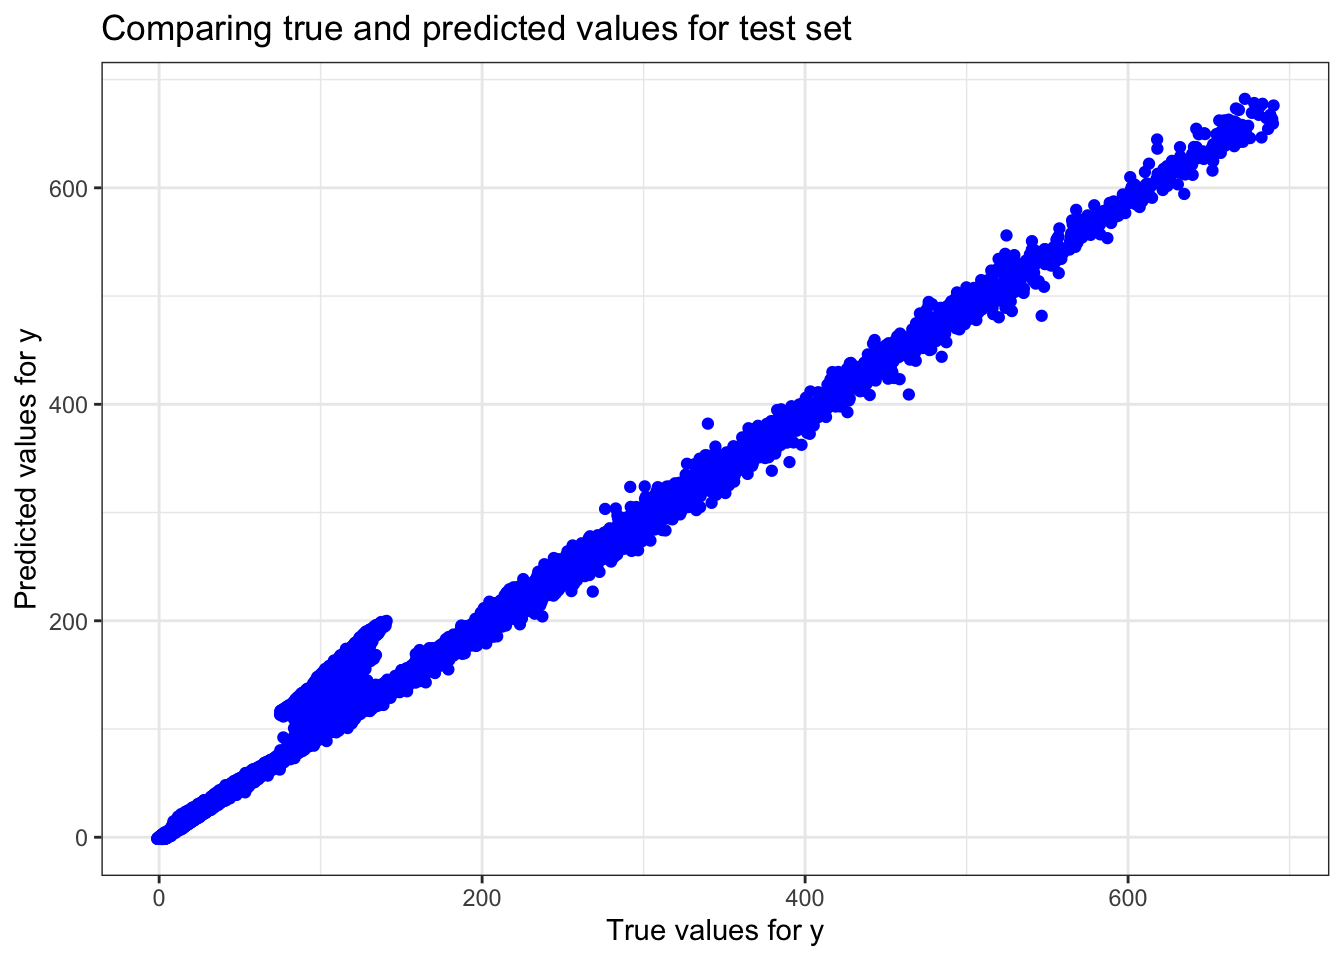 Comparing true and predicted values for test set
Predicted values for y
600
400
200
0
0 200 400 600
True values for y